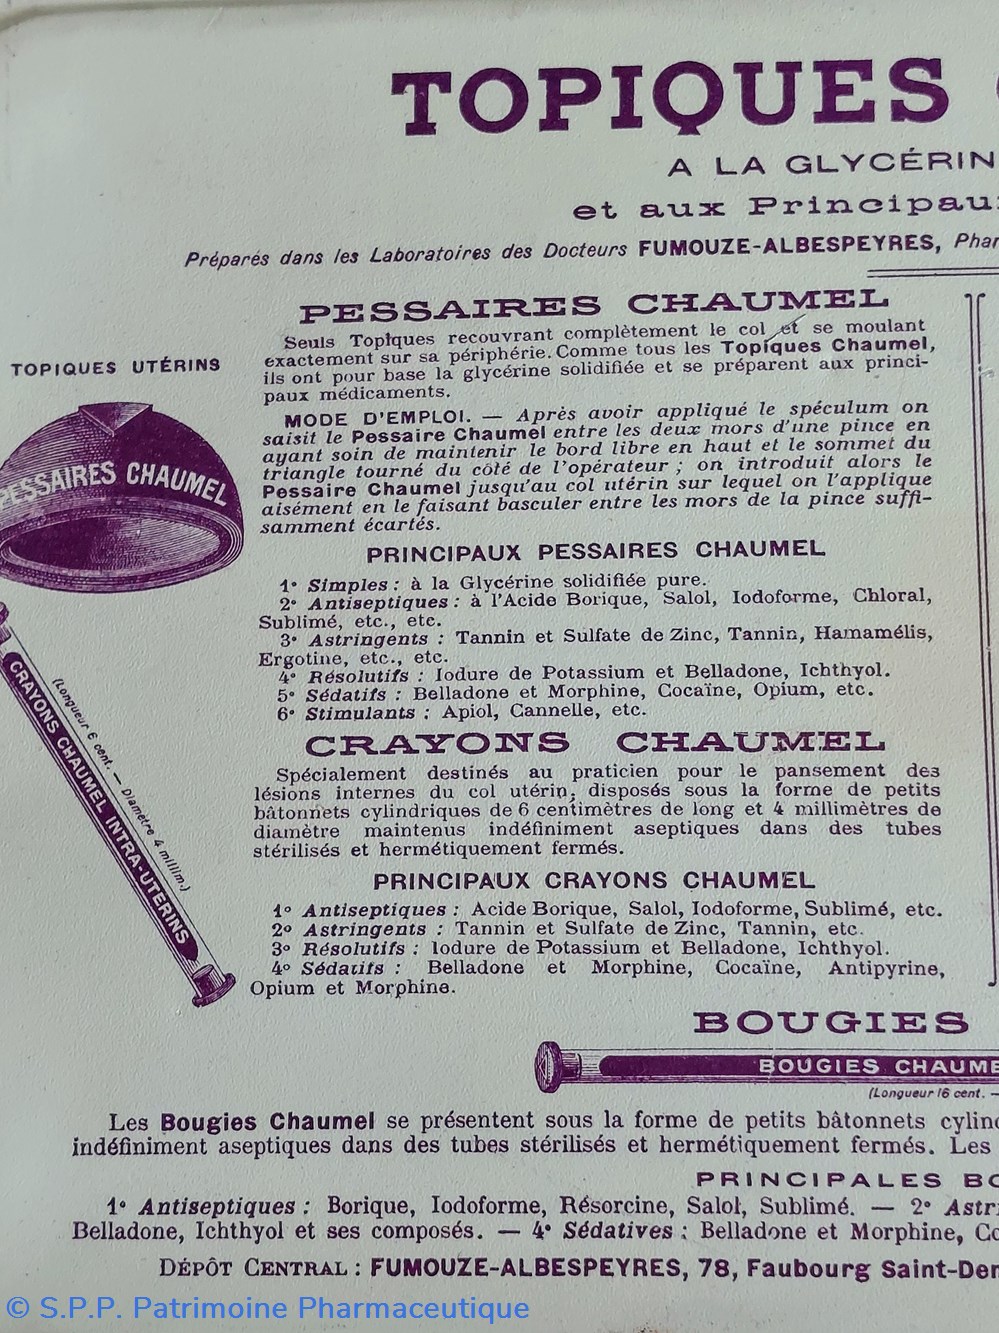 TOPIQUES
A LA GLYCÉRIN
et aux Principau
Préparés dans les Laboratoires des Docteurs FUMOUZE-ALBESPEYRES, Phar
PESSAIRES CHAUMEL
Seuls Topiques recouvrant complètement le col et se moulant
exactement sur sa périphérie. Comme tous les Topiques Chaumel,
ils ont pour base la glycérine solidifiée et se préparent aux princi-
paux médicaments.
MODE D'EMPLOI. — Après avoir appliqué le spéculum on
saisit le Pessaire Chaumel entre les deux mors d'une pince en
ayant soin de maintenir le bord libre en haut et le sommet du
triangle tourné du côté de l'opérateur ; on introduit alors le
Pessaire Chaumel jusqu'au col utérin sur lequel on l'applique
aisément en le faisant basculer entre les mors de la pince suffi-
samment écartés.
TOPIQUES UTÉRINS
PESSAIRES CHAUMEL
PRINCIPAUX PESSAIRES CHAUMEL
1° Simples : à la Glycérine solidifiée pure.
2° Antiseptiques : à l'Acide Borique, Salol, Iodoforme, Chloral,
Sublimé, etc., etc.
3° Astringents : Tannin et Sulfate de Zinc, Tannin, Hamamélis,
Ergotine, etc., etc.
4° Résolutifs : Iodure de Potassium et Belladone, Ichthyol.
5° Sédatifs : Belladone et Morphine, Cocaïne, Opium, etc.
6° Stimulants : Apiol, Cannelle, etc.
CRAYONS CHAUMEL INTRA-UTÉRINS
(Longueur 6 cent. — Diamètre 4 millim.)
CRAYONS CHAUMEL
Spécialement destinés au praticien pour le pansement des
lésions internes du col utérin, disposés sous la forme de petits
bâtonnets cylindriques de 6 centimètres de long et 4 millimètres de
diamètre maintenus indéfiniment aseptiques dans des tubes
stérilisés et hermétiquement fermés.
PRINCIPAUX CRAYONS CHAUMEL
1° Antiseptiques : Acide Borique, Salol, Iodoforme, Sublimé, etc.
2° Astringents : Tannin et Sulfate de Zinc, Tannin, etc.
3° Résolutifs : Iodure de Potassium et Belladone, Ichthyol.
4° Sédatifs : Belladone et Morphine, Cocaïne, Antipyrine,
Opium et Morphine.
BOUGIES
BOUGIES CHAUME
(Longueur 16 cent. —
Les Bougies Chaumel se présentent sous la forme de petits bâtonnets cylind
indéfiniment aseptiques dans des tubes stérilisés et hermétiquement fermés. Les
PRINCIPALES BO
1° Antiseptiques : Borique, Iodoforme, Résorcine, Salol, Sublimé. — 2° Astri
Belladone, Ichthyol et ses composés. — 4° Sédatives : Belladone et Morphine, Co
DÉPÔT CENTRAL : FUMOUZE-ALBESPEYRES, 78, Faubourg Saint-Den
© S.P.P. Patrimoine Pharmaceutique